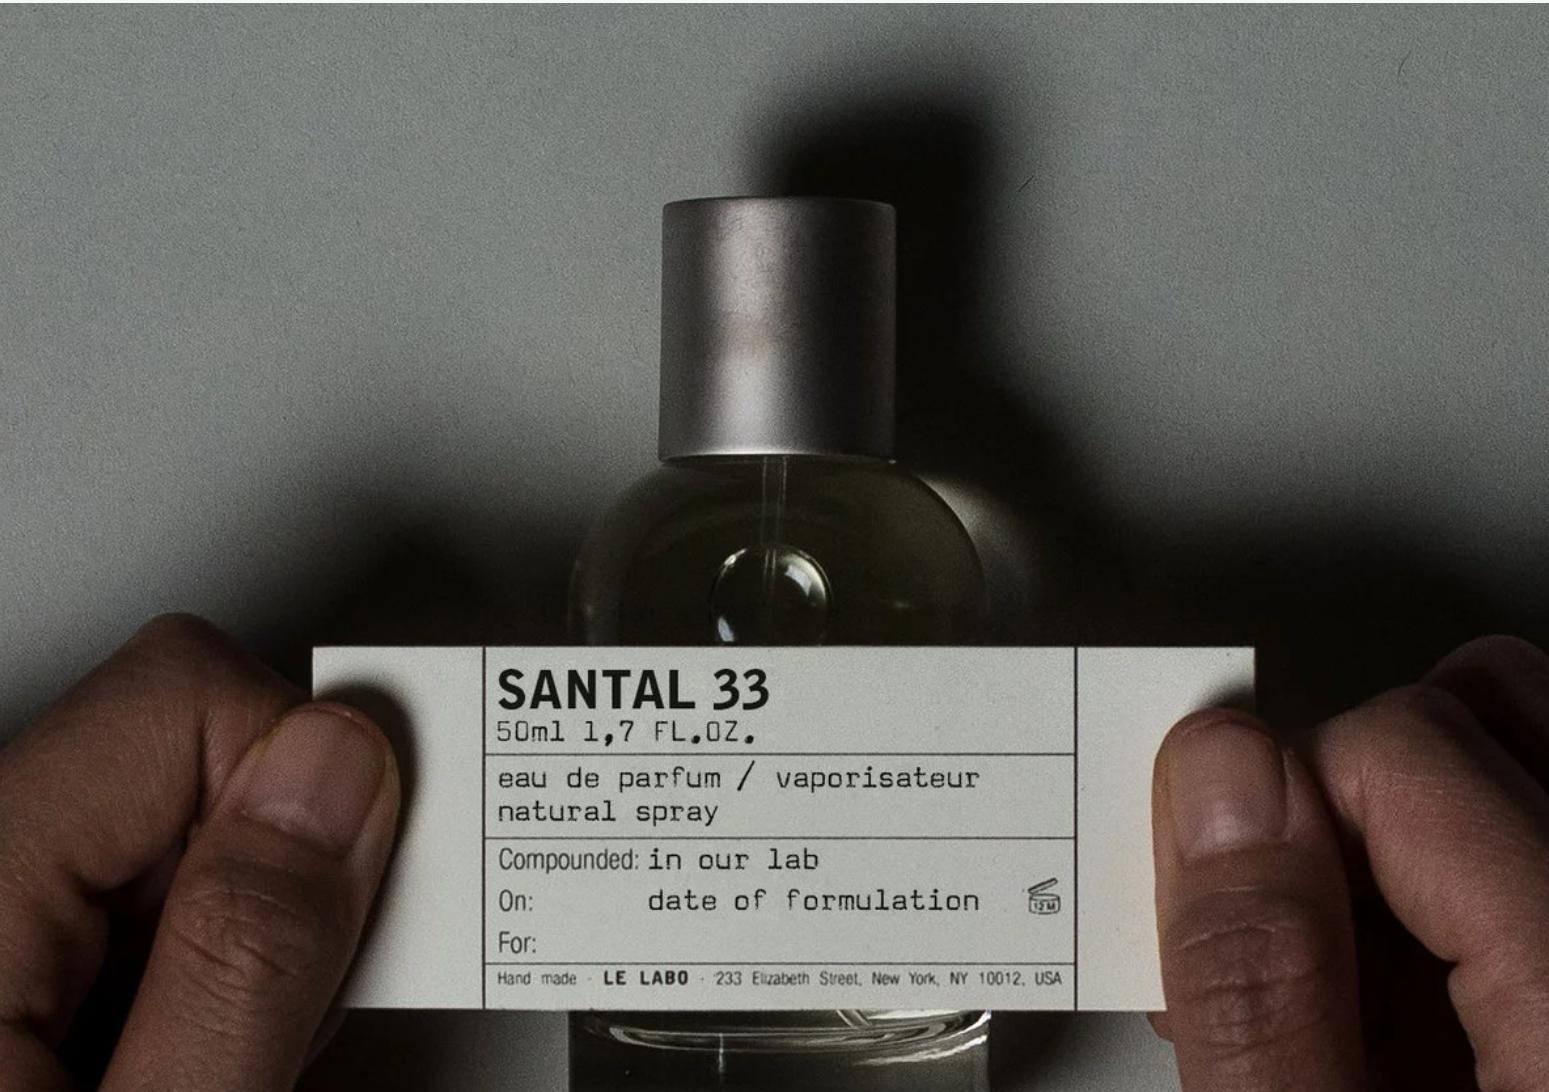 SANTAL 33
50ml 1,7 FL.OZ.
eau de parfum / vaporisateur
natural spray
Compounded: in our lab
On: date of formulation
12 M
For:
Hand made · LE LABO · 233 Elizabeth Street, New York, NY 10012, USA